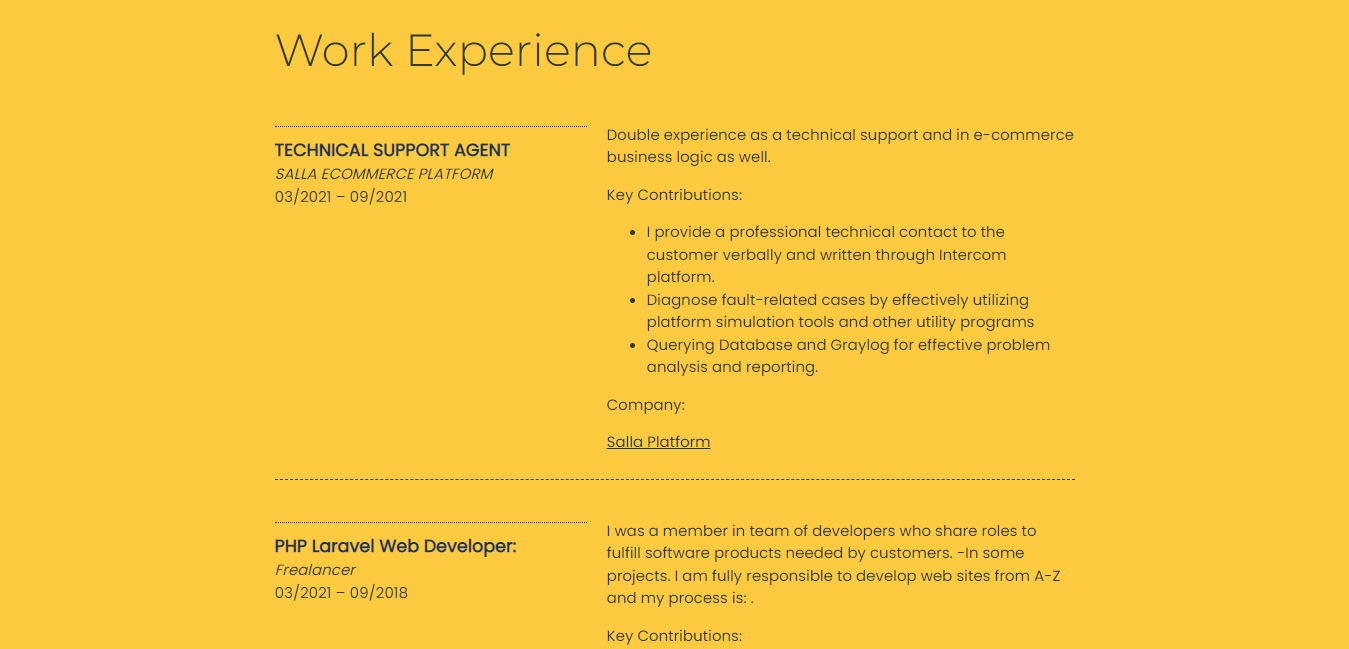 Work Experience
TECHNICAL SUPPORT AGENT
SALLA ECOMMERCE PLATFORM
03/2021 – 09/2021
Double experience as a technical support and in e-commerce
business logic as well.
Key Contributions:
• I provide a professional technical contact to the
customer verbally and written through Intercom
platform.
• Diagnose fault-related cases by effectively utilizing
platform simulation tools and other utility programs
• Querying Database and Graylog for effective problem
analysis and reporting.
Company:
Salla Platform
PHP Laravel Web Developer:
Frealancer
03/2021 – 09/2018
I was a member in team of developers who share roles to
fulfill software products needed by customers. -In some
projects. I am fully responsible to develop web sites from A-Z
and my process is: .
Key Contributions: